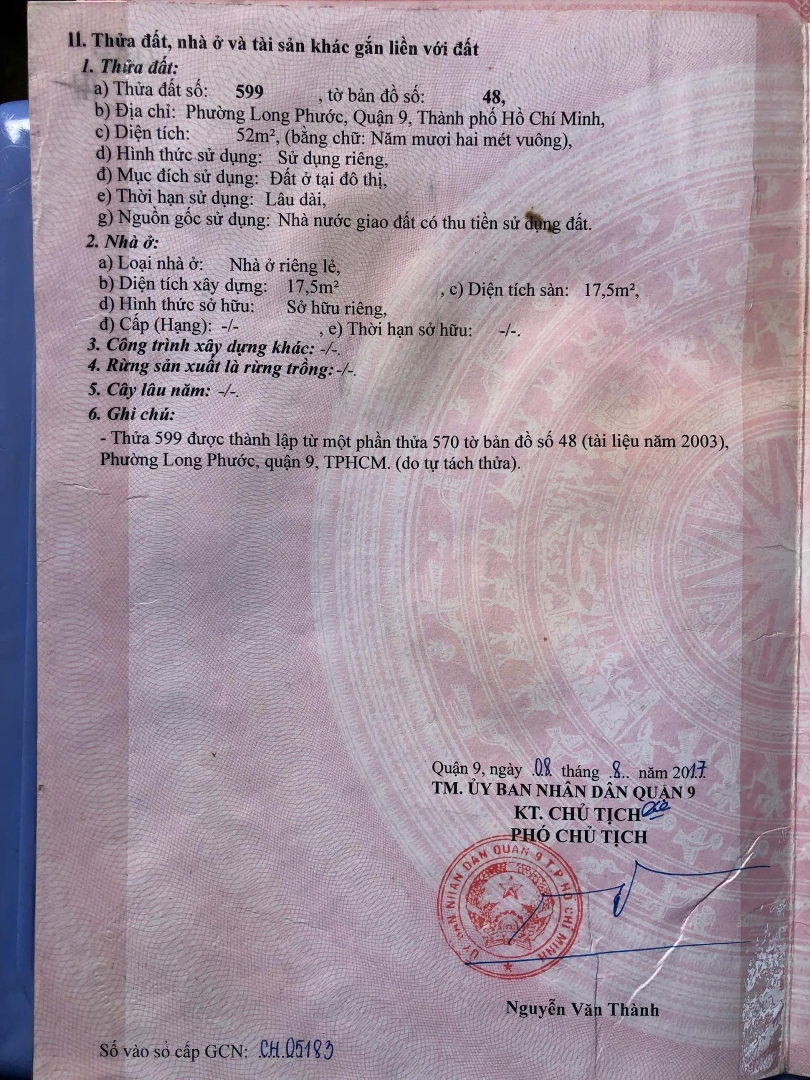 II. Thửa đất, nhà ở và tài sản khác gắn liền với đất
1. Thửa đất:
a) Thửa đất số: 599 , tờ bản đồ số: 48,
b) Địa chỉ: Phường Long Phước, Quận 9, Thành phố Hồ Chí Minh,
c) Diện tích: 52m², (bằng chữ: Năm mươi hai mét vuông),
d) Hình thức sử dụng: Sử dụng riêng,
đ) Mục đích sử dụng: Đất ở tại đô thị,
e) Thời hạn sử dụng: Lâu dài,
g) Nguồn gốc sử dụng: Nhà nước giao đất có thu tiền sử dụng đất.
2. Nhà ở:
a) Loại nhà ở: Nhà ở riêng lẻ,
b) Diện tích xây dựng: 17,5m² , c) Diện tích sàn: 17,5m²,
d) Hình thức sở hữu: Sở hữu riêng,
đ) Cấp (Hạng): -/- , e) Thời hạn sở hữu: -/-.
3. Công trình xây dựng khác: -/-.
4. Rừng sản xuất là rừng trồng: -/-.
5. Cây lâu năm: -/-.
6. Ghi chú:
- Thửa 599 được thành lập từ một phần thửa 570 tờ bản đồ số 48 (tài liệu năm 2003),
Phường Long Phước, quận 9, TPHCM. (do tự tách thửa).
Quận 9, ngày 08 tháng 8 năm 2017
TM. ỦY BAN NHÂN DÂN QUẬN 9
KT. CHỦ TỊCH
PHÓ CHỦ TỊCH
ỦY BAN NHÂN DÂN QUẬN 9 T.P HỒ CHÍ MINH
Nguyễn Văn Thành
Số vào sổ cấp GCN: CH.05183